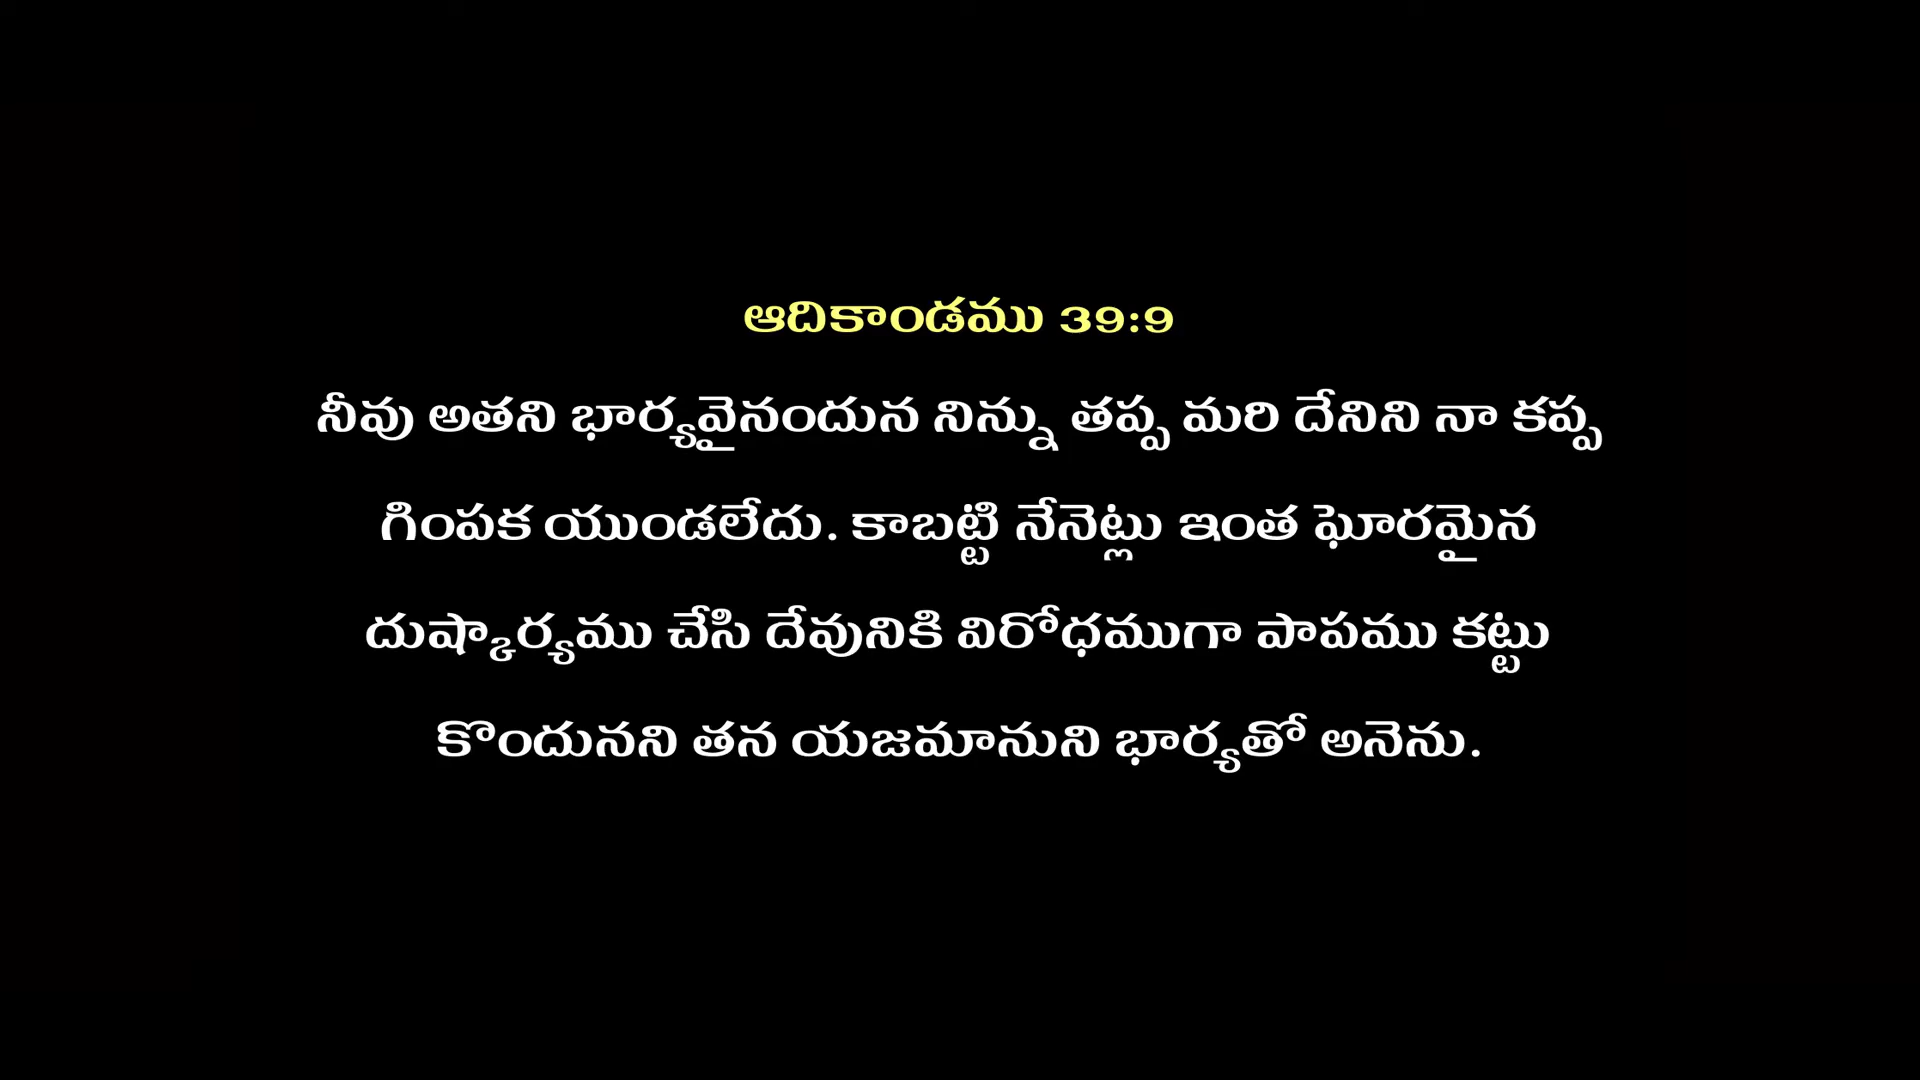 ఆదికాండము 39:9
నీవు అతని భార్యవైనందున నిన్ను తప్ప మరి దేనిని నా కప్ప
గింపక యుండలేదు. కాబట్టి నేనెట్లు ఇంత ఘోరమైన
దుష్కార్యము చేసి దేవునికి విరోధముగా పాపము కట్టు
కొందునని తన యజమానుని భార్యతో అనెను.